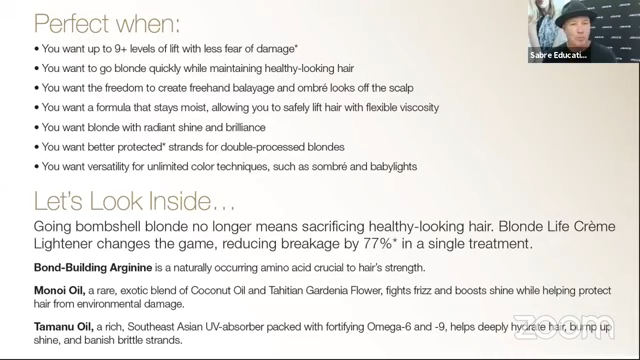 Perfect when:
• You want up to 9+ levels of lift with less fear of damage*
• You want to go blonde quickly while maintaining healthy-looking hair
• You want the freedom to create freehand balayage and ombré looks off the scalp
• You want a formula that stays moist, allowing you to safely lift hair with flexible viscosity
• You want blonde with radiant shine and brilliance
• You want better protected* strands for double-processed blondes
• You want versatility for unlimited color techniques, such as sombré and babylights
Sabre Educati...
Let's Look Inside…
Going bombshell blonde no longer means sacrificing healthy-looking hair. Blonde Life Crème
Lightener changes the game, reducing breakage by 77%* in a single treatment.
Bond-Building Arginine is a naturally occurring amino acid crucial to hair's strength.
Monoi Oil, a rare, exotic blend of Coconut Oil and Tahitian Gardenia Flower, fights frizz and boosts shine while helping protect
hair from environmental damage.
Tamanu Oil, a rich, Southeast Asian UV-absorber packed with fortifying Omega-6 and -9, helps deeply hydrate hair, bump up
shine, and banish brittle strands.
zoom